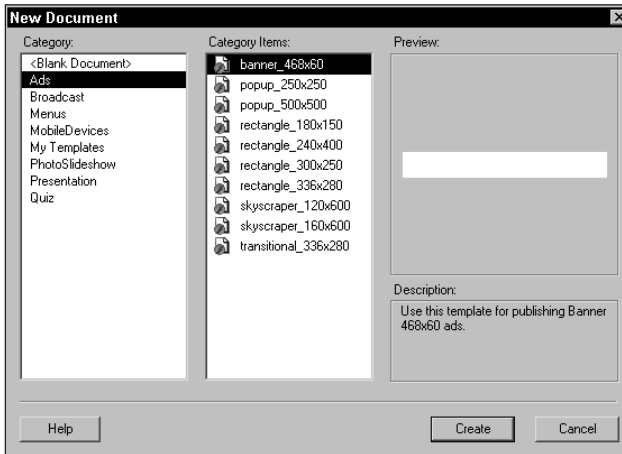 New Document
Category:
<Blank Document>
Ads
Broadcast
Menus
MobileDevices
My Templates
PhotoSlideshow
Presentation
Quiz
Category Items:
banner_468x60
popup_250x250
popup_500x500
rectangle_180x150
rectangle_240x400
rectangle_300x250
rectangle_336x280
skyscraper_120x600
skyscraper_160x600
transitional_336x280
Preview:
Description:
Use this template for publishing Banner
468x60 ads.
Help
Create
Cancel